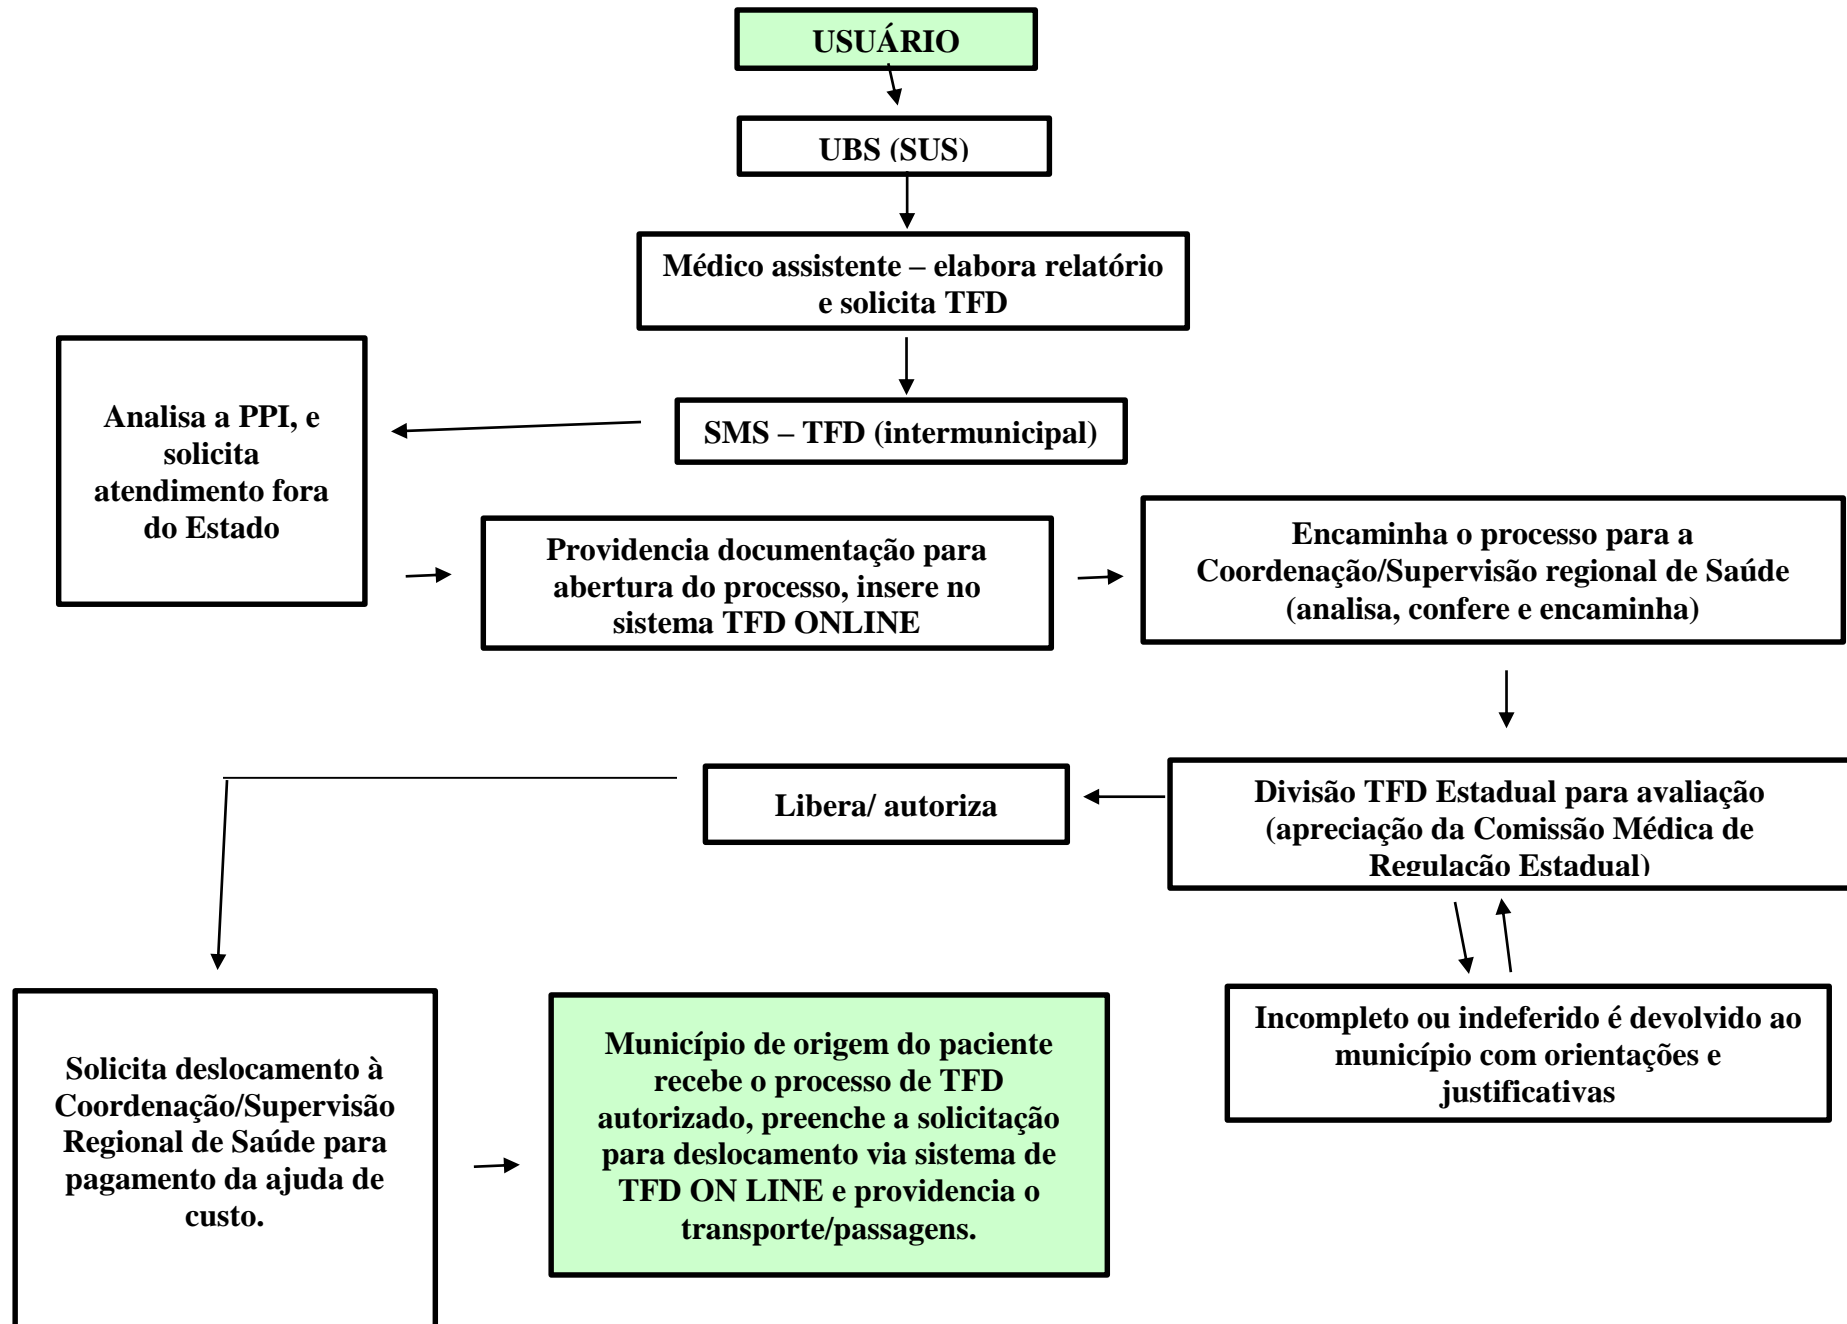 USUÁRIO
UBS (SUS)
Médico assistente – elabora relatório
e solicita TFD
SMS – TFD (intermunicipal)
Analisa a PPI, e
solicita
atendimento fora
do Estado
Providencia documentação para
abertura do processo, insere no
sistema TFD ONLINE
Encaminha o processo para a
Coordenação/Supervisão regional de Saúde
(analisa, confere e encaminha)
Divisão TFD Estadual para avaliação
(apreciação da Comissão Médica de
Regulação Estadual)
Libera/ autoriza
Incompleto ou indeferido é devolvido ao
município com orientações e
justificativas
Solicita deslocamento à
Coordenação/Supervisão
Regional de Saúde para
pagamento da ajuda de
custo.
Município de origem do paciente
recebe o processo de TFD
autorizado, preenche a solicitação
para deslocamento via sistema de
TFD ON LINE e providencia o
transporte/passagens.